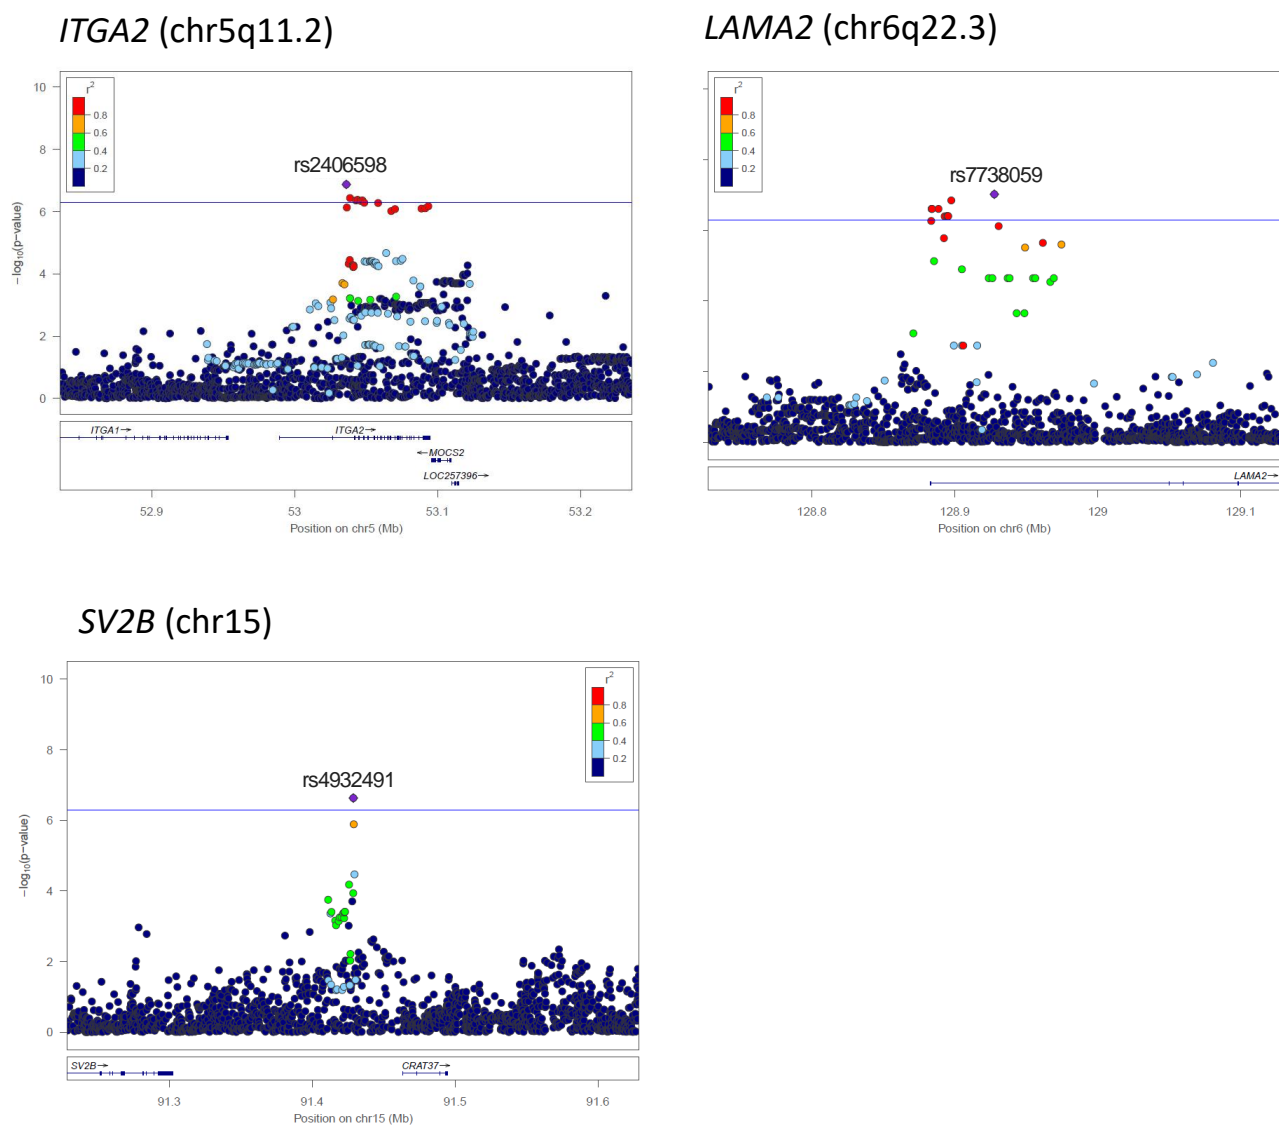 ITGA2 (chr5q11.2)
LAMA2 (chr6q22.3)
10
8
6
4
2
0
−log10(p−value)
r2
0.8
0.6
0.4
0.2
rs2406598
ITGA1→
ITGA2→
←MOCS2
LOC257396→
52.9
53
53.1
53.2
Position on chr5 (Mb)
r2
0.8
0.6
0.4
0.2
rs7738059
LAMA2→
128.8
128.9
129
129.1
Position on chr6 (Mb)
SV2B (chr15)
10
8
6
4
2
0
−log10(p−value)
r2
0.8
0.6
0.4
0.2
rs4932491
SV2B→
CRAT37→
91.3
91.4
91.5
91.6
Position on chr15 (Mb)